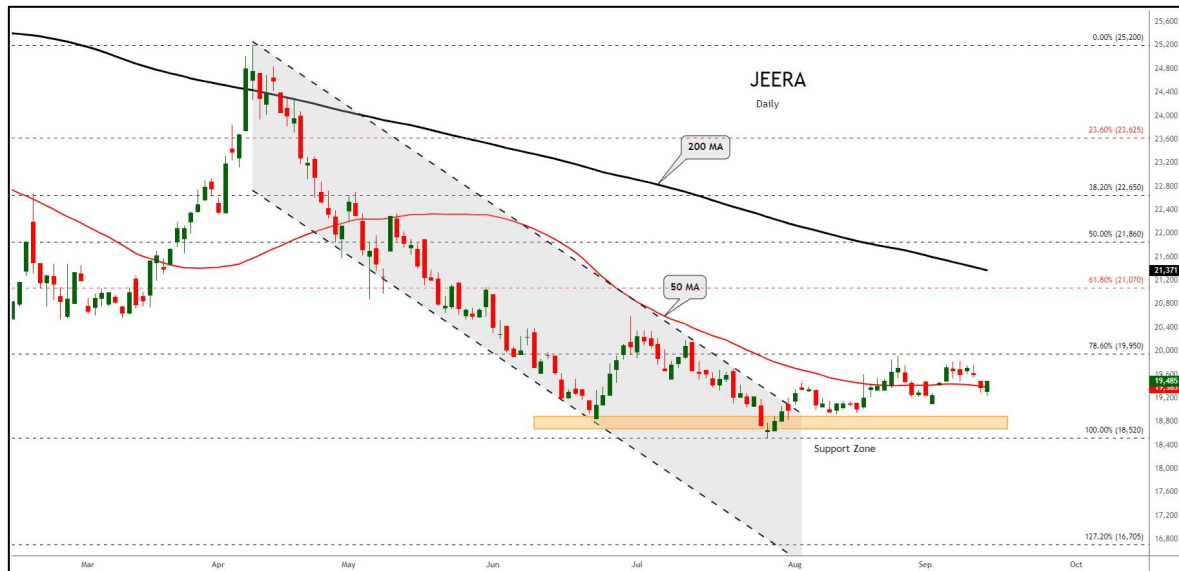 JEERA
Daily
200 MA
50 MA
Support Zone
0.00% (25,200)
23.60% (23,625)
38.20% (22,650)
50.00% (21,860)
61.80% (21,070)
78.60% (19,950)
100.00% (18,520)
127.20% (16,705)
25,600
25,200
24,800
24,400
24,000
23,600
23,200
22,800
22,400
22,000
21,600
21,371
20,800
20,400
20,000
19,600
19,485
19,200
18,800
18,400
18,000
17,600
17,200
16,800
Mar
Apr
May
Jun
Jul
Aug
Sep
Oct